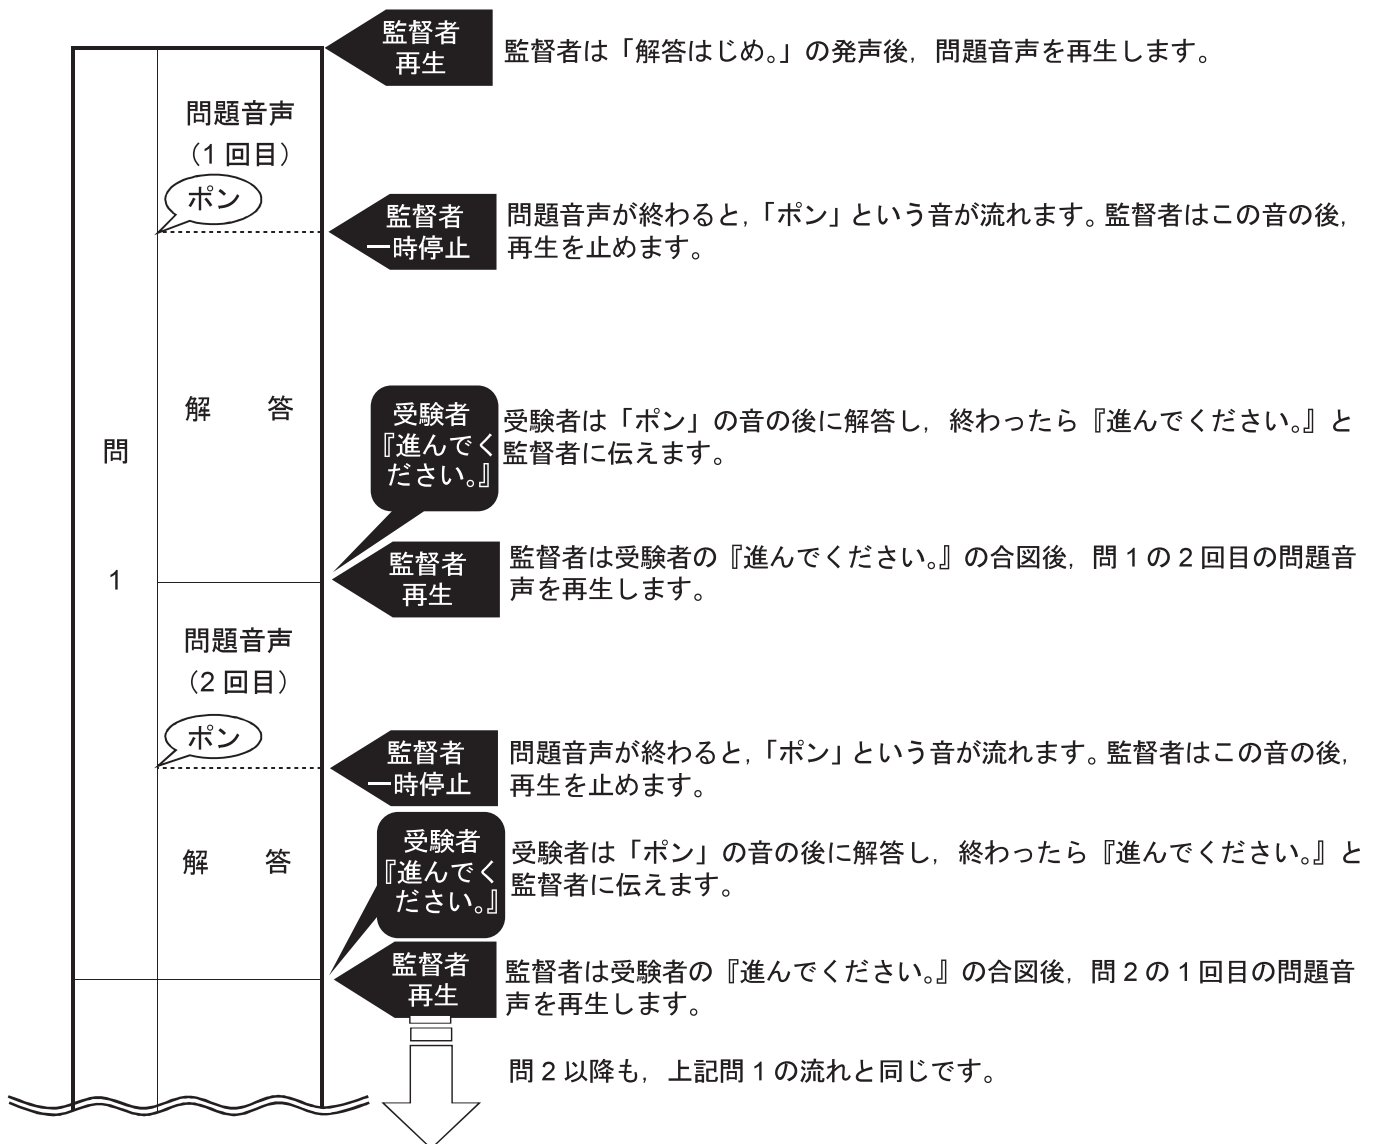 監督者
再生
監督者は「解答はじめ。」の発声後，問題音声を再生します。
問題音声
（1回目）
ポン
監督者
一時停止
問題音声が終わると，「ポン」という音が流れます。監督者はこの音の後，
再生を止めます。
解　答
受験者
『進んでく
ださい。』
受験者は「ポン」の音の後に解答し，終わったら『進んでください。』と
監督者に伝えます。
問
1
監督者
再生
監督者は受験者の『進んでください。』の合図後，問1の2回目の問題音
声を再生します。
問題音声
（2回目）
ポン
監督者
一時停止
問題音声が終わると，「ポン」という音が流れます。監督者はこの音の後，
再生を止めます。
解　答
受験者
『進んでく
ださい。』
受験者は「ポン」の音の後に解答し，終わったら『進んでください。』と
監督者に伝えます。
監督者
再生
監督者は受験者の『進んでください。』の合図後，問2の1回目の問題音
声を再生します。
問2以降も，上記問1の流れと同じです。